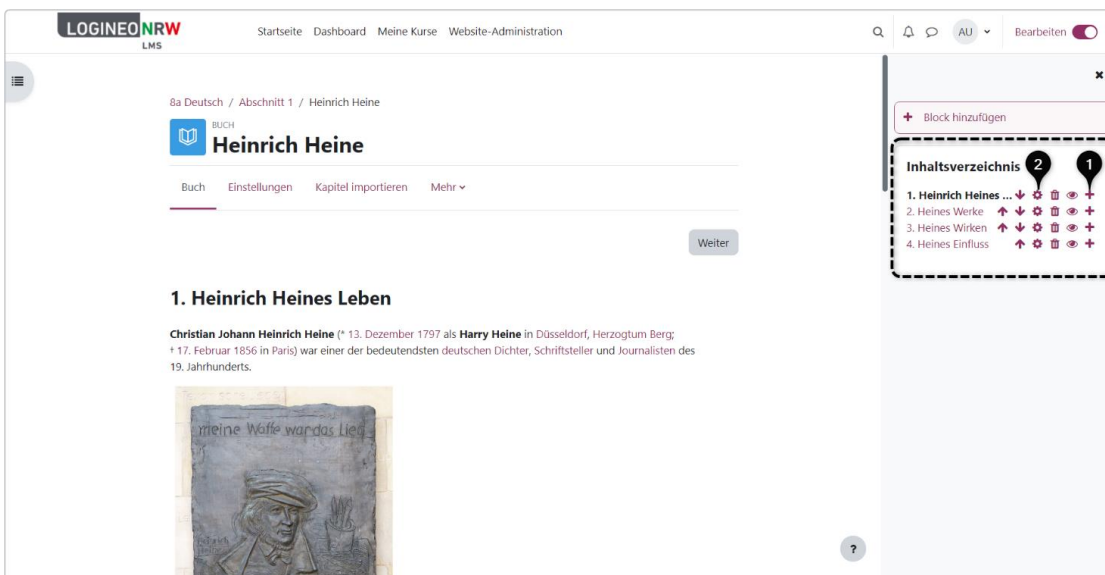 LOGINEO NRW
LMS
Startseite Dashboard Meine Kurse Website-Administration
AU
Bearbeiten
8a Deutsch / Abschnitt 1 / Heinrich Heine
BUCH
Heinrich Heine
Buch Einstellungen Kapitel importieren Mehr
Weiter
1. Heinrich Heines Leben
Christian Johann Heinrich Heine (* 13. Dezember 1797 als Harry Heine in Düsseldorf, Herzogtum Berg;
† 17. Februar 1856 in Paris) war einer der bedeutendsten deutschen Dichter, Schriftsteller und Journalisten des
19. Jahrhunderts.
meine Waffe war das Lied
?
+ Block hinzufügen
Inhaltsverzeichnis 2 1
1. Heinrich Heines ...
2. Heines Werke
3. Heines Wirken
4. Heines Einfluss